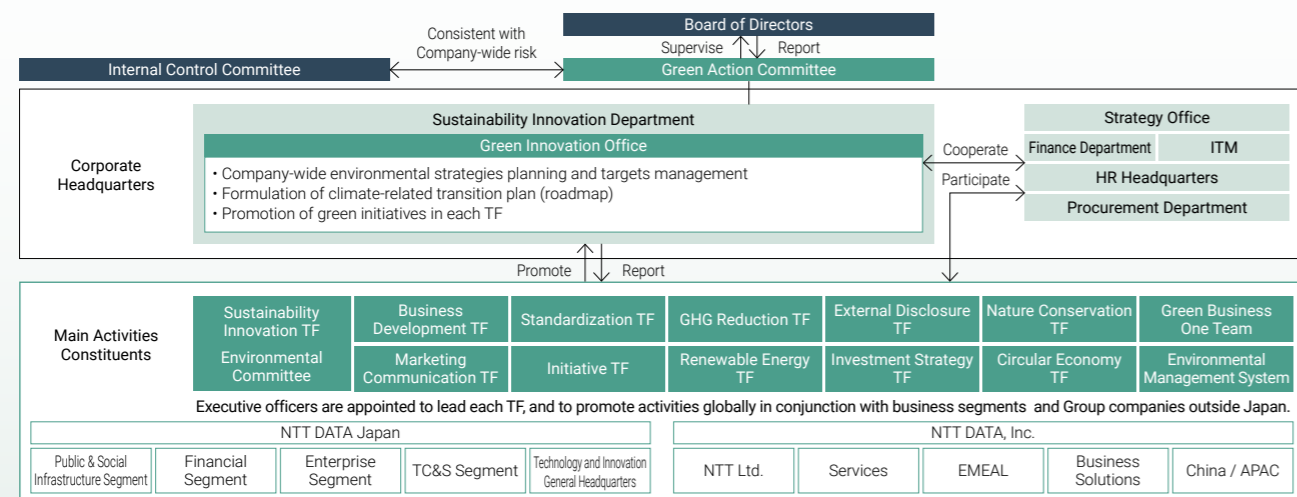 Board of Directors
Consistent with
Company-wide risk
Supervise
Report
Internal Control Committee
Green Action Committee
Corporate
Headquarters
Sustainability Innovation Department
Green Innovation Office
• Company-wide environmental strategies planning and targets management
• Formulation of climate-related transition plan (roadmap)
• Promotion of green initiatives in each TF
Cooperate
Participate
Strategy Office
Finance Department
ITM
HR Headquarters
Procurement Department
Promote
Report
Main Activities
Constituents
Sustainability
Innovation TF
Business
Development TF
Standardization TF
GHG Reduction TF
External Disclosure
TF
Nature Conservation
TF
Green Business
One Team
Environmental
Committee
Marketing
Communication TF
Initiative TF
Renewable Energy
TF
Investment Strategy
TF
Circular Economy
TF
Environmental
Management System
Executive officers are appointed to lead each TF, and to promote activities globally in conjunction with business segments and Group companies outside Japan.
NTT DATA Japan
NTT DATA, Inc.
Public & Social
Infrastructure Segment
Financial
Segment
Enterprise
Segment
TC&S Segment
Technology and Innovation
General Headquarters
NTT Ltd.
Services
EMEAL
Business
Solutions
China / APAC